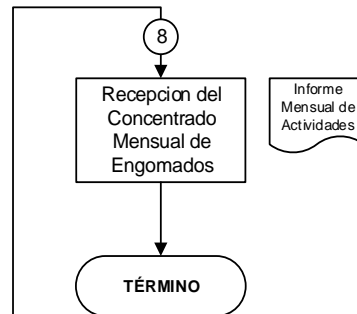 8
Recepcion del
Concentrado
Mensual de
Engomados
Informe
Mensual de
Actividades
TÉRMINO